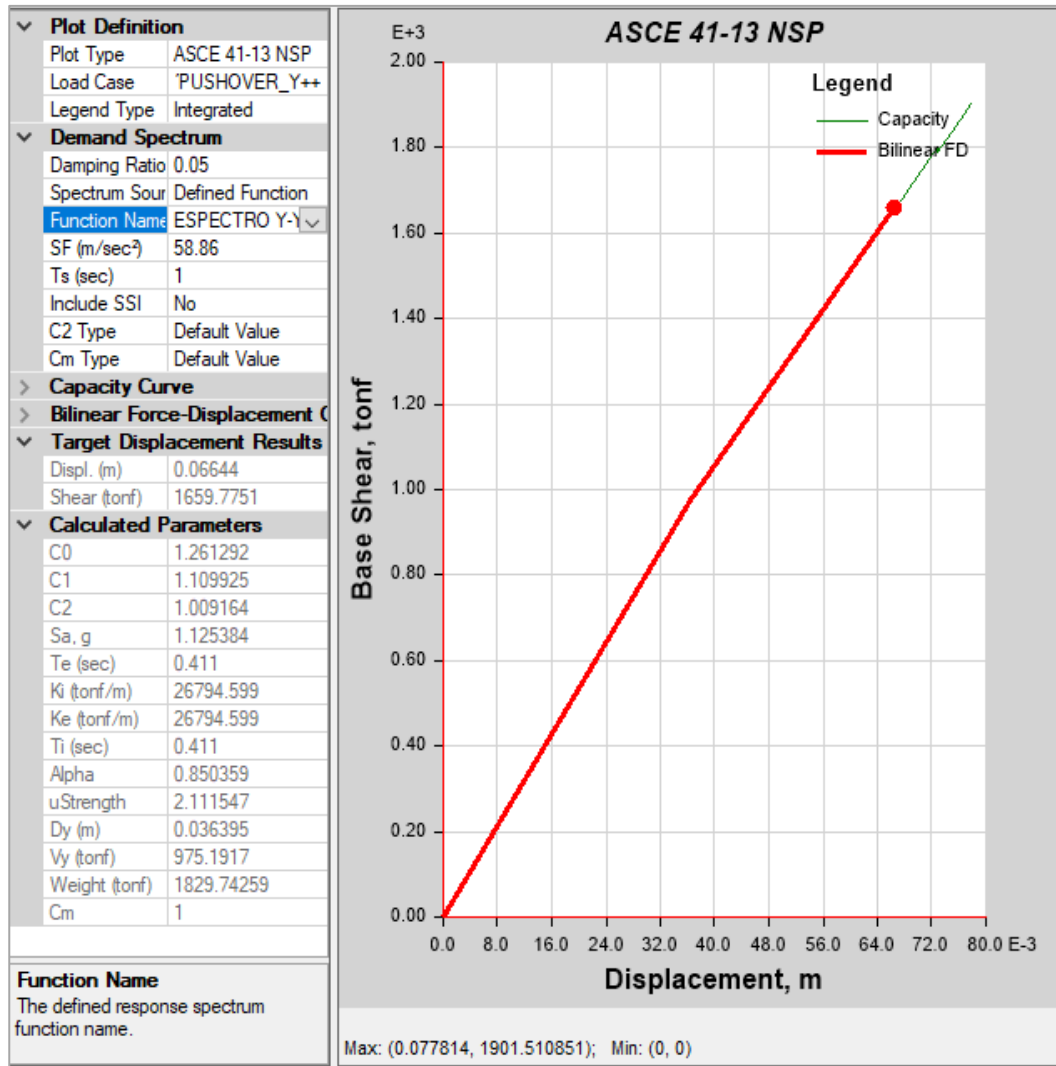 Plot Definition
Plot Type ASCE 41-13 NSP
Load Case ´PUSHOVER_Y++
Legend Type Integrated
Demand Spectrum
Damping Ratio 0.05
Spectrum Sour Defined Function
Function Name ESPECTRO Y-Y
SF (m/sec²) 58.86
Ts (sec) 1
Include SSI No
C2 Type Default Value
Cm Type Default Value
Capacity Curve
Bilinear Force-Displacement (
Target Displacement Results
Displ. (m) 0.06644
Shear (tonf) 1659.7751
Calculated Parameters
C0 1.261292
C1 1.109925
C2 1.009164
Sa, g 1.125384
Te (sec) 0.411
Ki (tonf/m) 26794.599
Ke (tonf/m) 26794.599
Ti (sec) 0.411
Alpha 0.850359
uStrength 2.111547
Dy (m) 0.036395
Vy (tonf) 975.1917
Weight (tonf) 1829.74259
Cm 1
Function Name
The defined response spectrum
function name.
ASCE 41-13 NSP
E+3
2.00
1.80
1.60
1.40
1.20
1.00
0.80
0.60
0.40
0.20
0.00
Base Shear, tonf
Legend
Capacity
Bilinear FD
0.0 8.0 16.0 24.0 32.0 40.0 48.0 56.0 64.0 72.0 80.0 E-3
Displacement, m
Max: (0.077814, 1901.510851); Min: (0, 0)